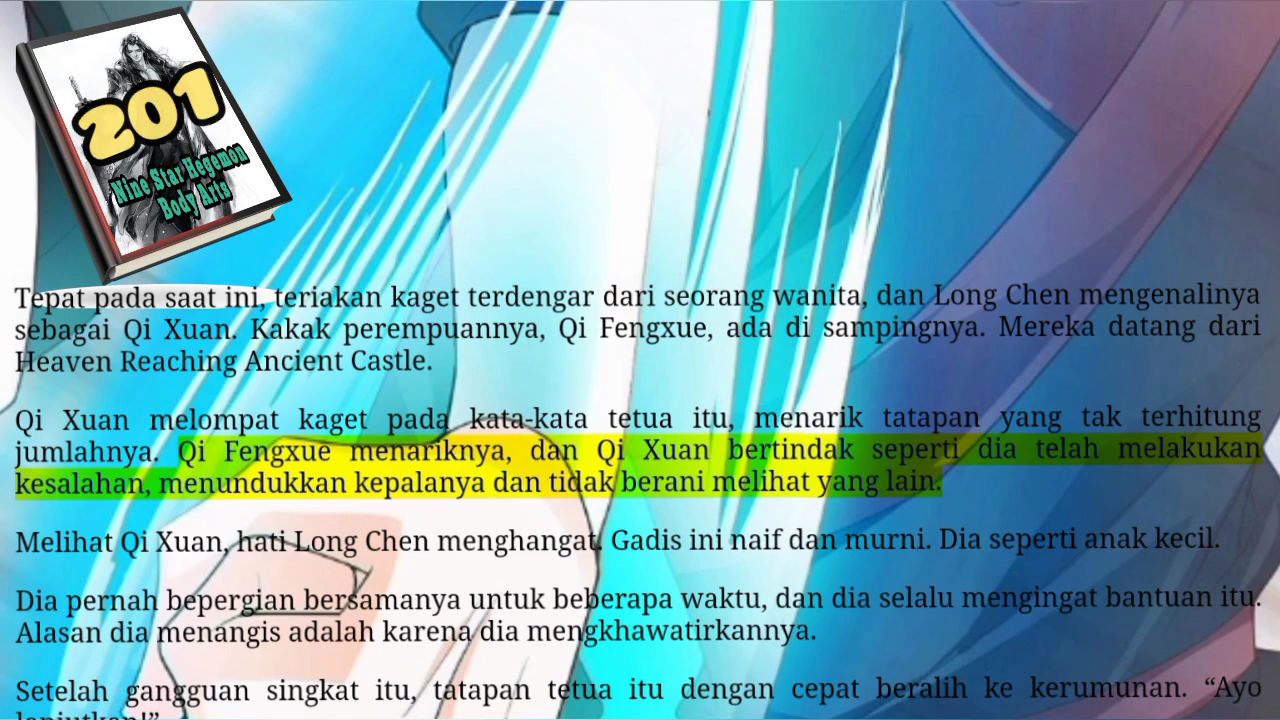 201
Nine Star Hegemon
Body Arts
Tepat pada saat ini, teriakan kaget terdengar dari seorang wanita, dan Long Chen mengenalinya
sebagai Qi Xuan. Kakak perempuannya, Qi Fengxue, ada di sampingnya. Mereka datang dari
Heaven Reaching Ancient Castle.
Qi Xuan melompat kaget pada kata-kata tetua itu, menarik tatapan yang tak terhitung
jumlahnya. Qi Fengxue menariknya, dan Qi Xuan bertindak seperti dia telah melakukan
kesalahan, menundukkan kepalanya dan tidak berani melihat yang lain.
Melihat Qi Xuan, hati Long Chen menghangat. Gadis ini naif dan murni. Dia seperti anak kecil.
Dia pernah bepergian bersamanya untuk beberapa waktu, dan dia selalu mengingat bantuan itu.
Alasan dia menangis adalah karena dia mengkhawatirkannya.
Setelah gangguan singkat itu, tatapan tetua itu dengan cepat beralih ke kerumunan. “Ayo
lanjutkan!”